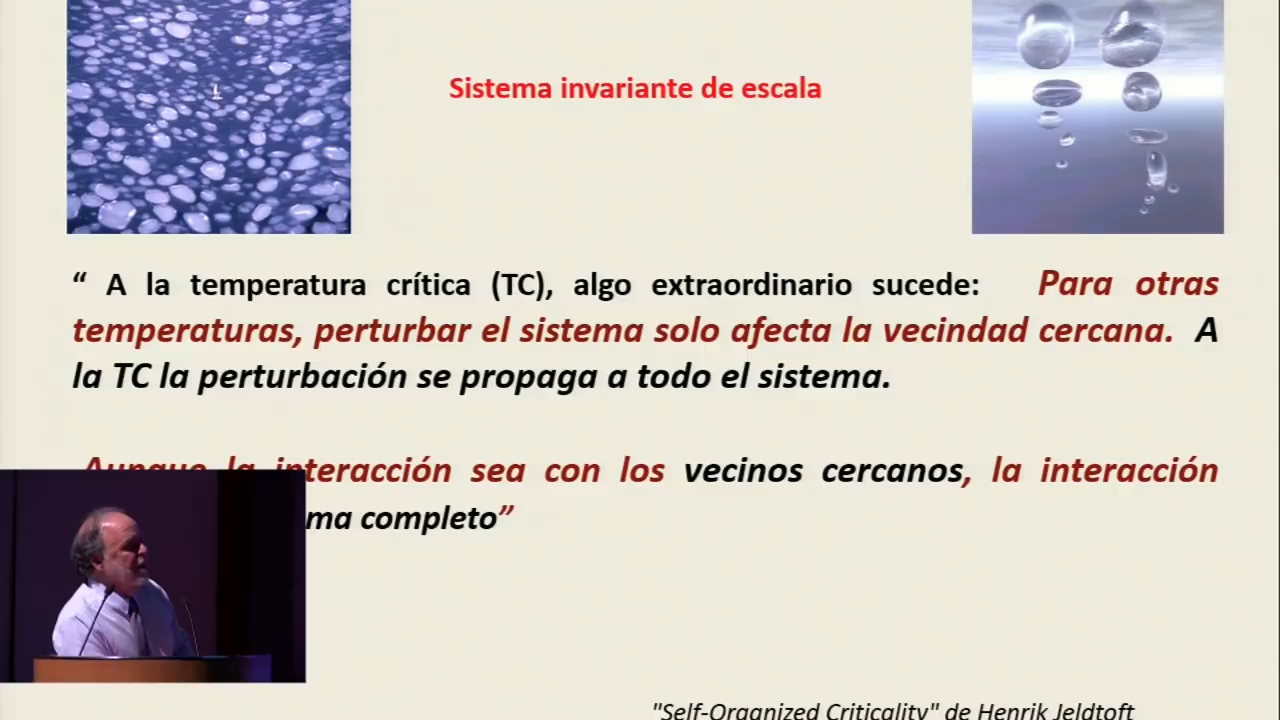 Sistema invariante de escala
“ A la temperatura crítica (TC), algo extraordinario sucede: Para otras
temperaturas, perturbar el sistema solo afecta la vecindad cercana. A
la TC la perturbación se propaga a todo el sistema.
Aunque la interacción sea con los vecinos cercanos, la interacción
ma completo”
"Self-Organized Criticality" de Henrik Jeldtoft